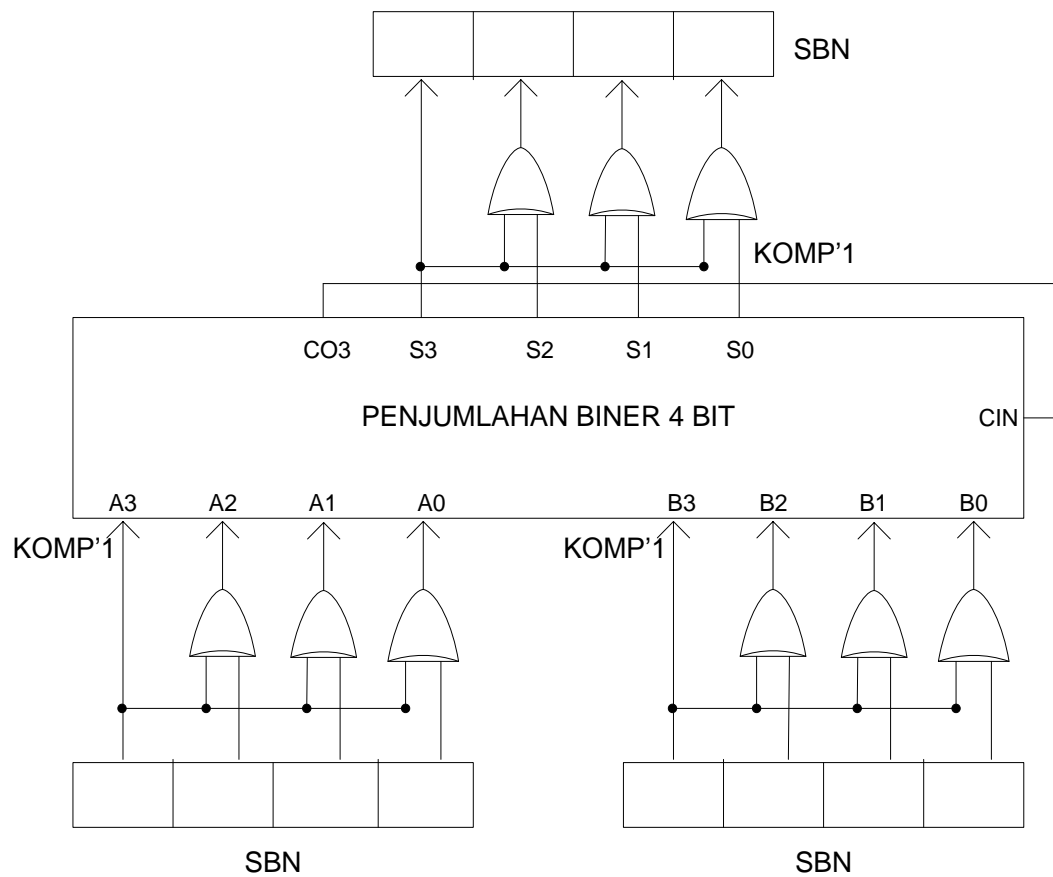 SBN
KOMP'1
CO3 S3 S2 S1 S0
PENJUMLAHAN BINER 4 BIT
CIN
A3 A2 A1 A0 B3 B2 B1 B0
KOMP'1 KOMP'1
SBN SBN